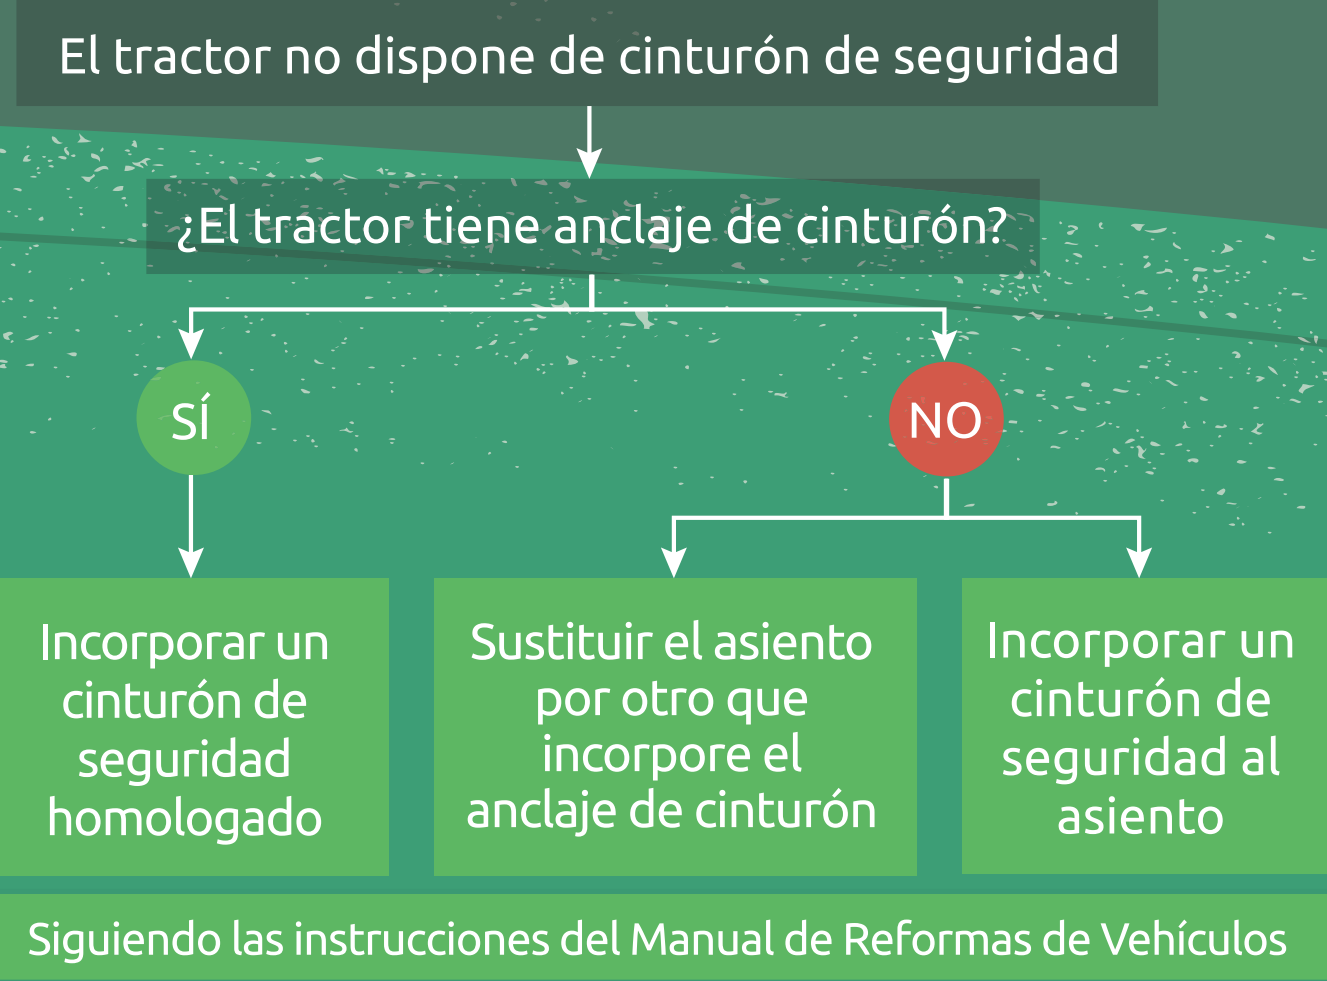 El tractor no dispone de cinturón de seguridad
¿El tractor tiene anclaje de cinturón?
SÍ
NO
Incorporar un
cinturón de
seguridad
homologado
Sustituir el asiento
por otro que
incorpore el
anclaje de cinturón
Incorporar un
cinturón de
seguridad al
asiento
Siguiendo las instrucciones del Manual de Reformas de Vehículos